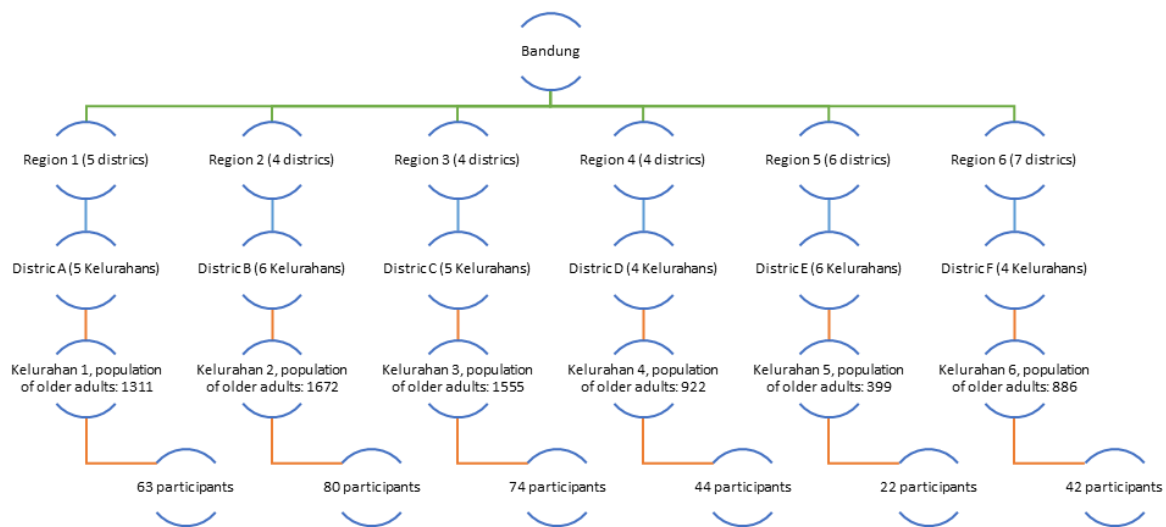 Bandung
Region 1 (5 districs)
Region 2 (4 districs)
Region 3 (4 districs)
Region 4 (4 districs)
Region 5 (6 districs)
Region 6 (7 districs)
Distric A (5 Kelurahans)
Distric B (6 Kelurahans)
Distric C (5 Kelurahans)
Distric D (4 Kelurahans)
Distric E (6 Kelurahans)
Distric F (4 Kelurahans)
Kelurahan 1, population
of older adults: 1311
Kelurahan 2, population
of older adults: 1672
Kelurahan 3, population
of older adults: 1555
Kelurahan 4, population
of older adults: 922
Kelurahan 5, population
of older adults: 399
Kelurahan 6, population
of older adults: 886
63 participants
80 participants
74 participants
44 participants
22 participants
42 participants